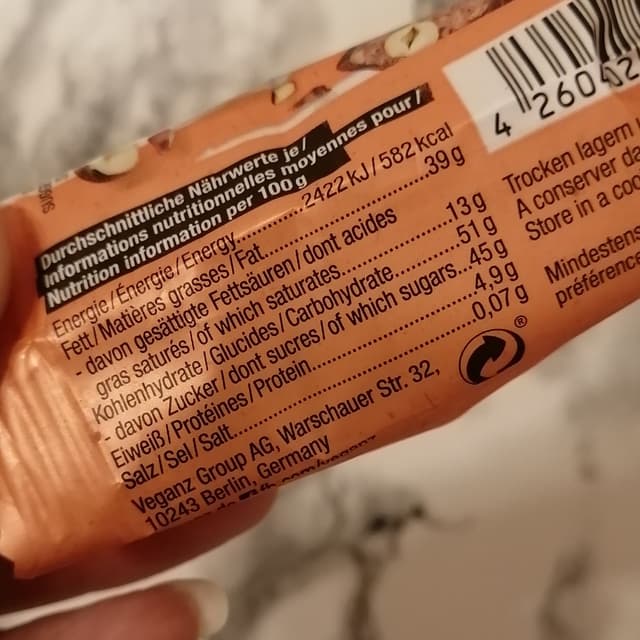 Durchschnittliche Nährwerte je/
informations nutritionnelles moyennes pour/
Nutrition information per 100g
Energie/Énergie/Energy..............2422 kJ / 582 kcal
Fett/Matières grasses/Fat..............................39g
- davon gesättigte Fettsäuren/dont acides
gras saturés/of which saturates....................13g
Kohlenhydrate/Glucides/Carbohydrate..........51g
- davon Zucker/dont sucres/of which sugars..45g
Eiweiß/Protéines/Protein..............................4,9g
Salz/Sel/Salt................................................0,07g
Veganz Group AG, Warschauer Str. 32,
10243 Berlin, Germany
®
4 26040
Trocken lagern
A conserver
Store in a
Mindestens
préférence